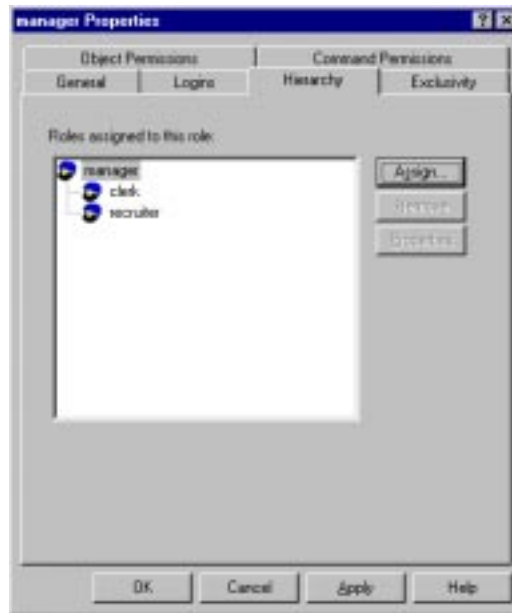 manager Properties
Object Permissions Command Permissions
General Logins Hierarchy Exclusivity
Roles assigned to this role:
manager
clerk
recruiter
Assign...
Remove
Properties
OK Cancel Apply Help